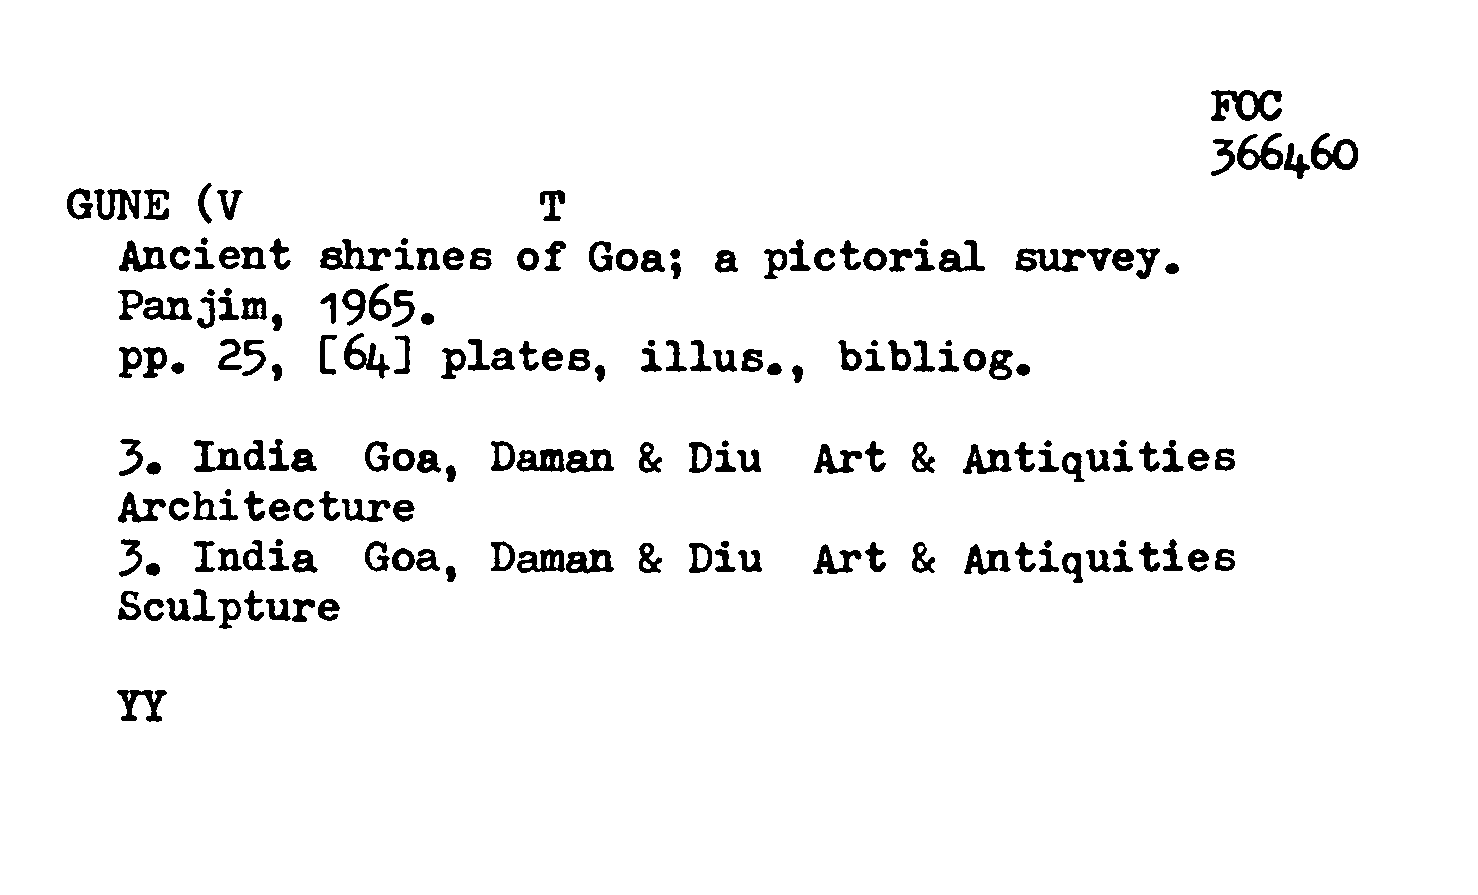 FOC
366460
GUNE (V T
Ancient shrines of Goa; a pictorial survey.
Panjim, 1965.
pp. 25, [64] plates, illus., bibliog.
3. India Goa, Daman & Diu Art & Antiquities
Architecture
3. India Goa, Daman & Diu Art & Antiquities
Sculpture
YY